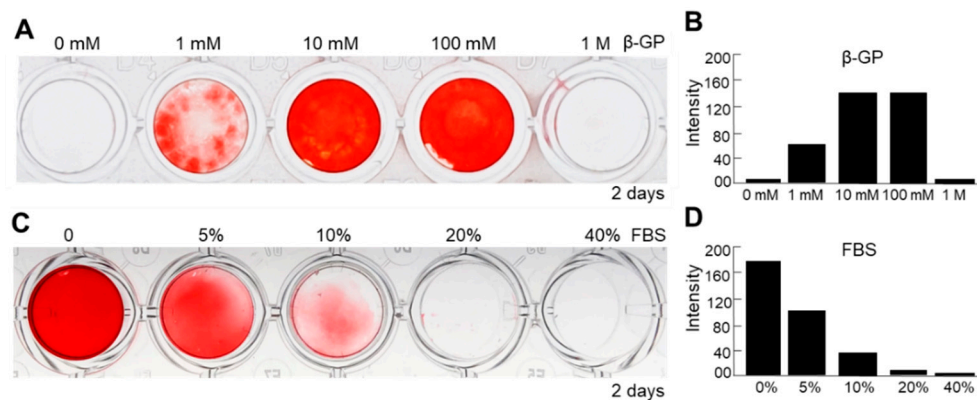 A
0 mM 1 mM 10 mM 100 mM 1 M β-GP
2 days
B
β-GP
Intensity
200
160
120
80
40
00
0 mM 1 mM 10 mM 100 mM 1 M
C
0 5% 10% 20% 40% FBS
2 days
D
FBS
Intensity
200
160
120
80
40
00
0% 5% 10% 20% 40%